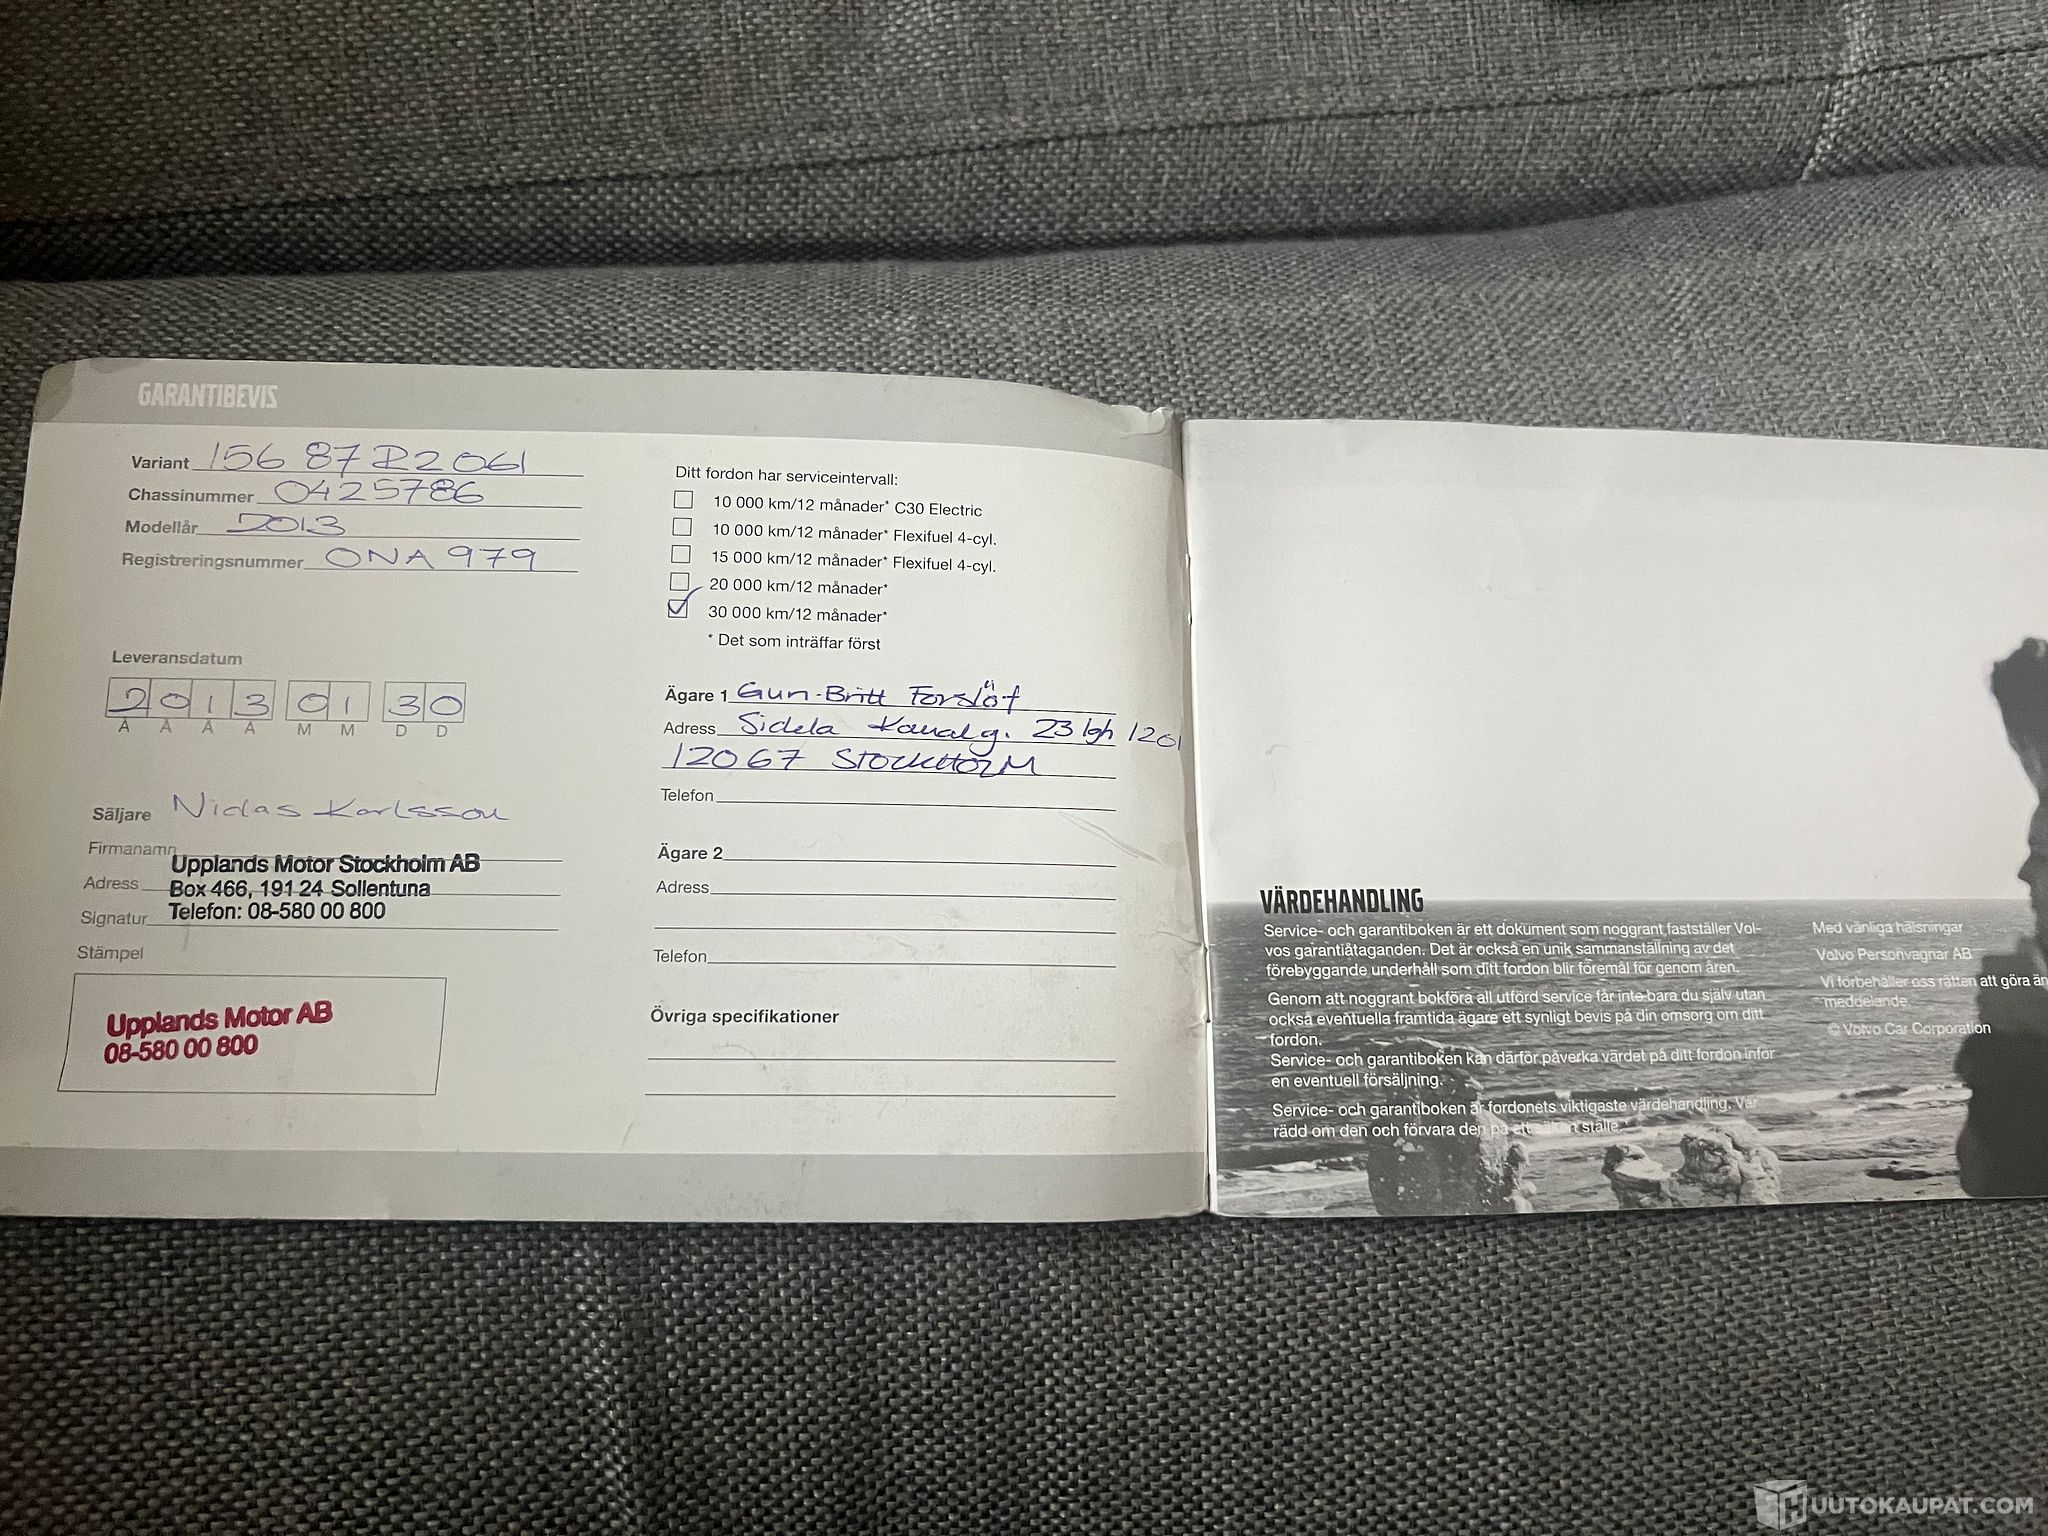 GARANTIBEVIS
Variant 156 87R2061
Chassinummer 0425786
Modellår 2013
Registreringsnummer ONA 979
Leveransdatum
2013 01 30
Å Å Å Å M M D D
Säljare Niclas Karlsson
Firmanamn Upplands Motor Stockholm AB
Adress Box 466, 191 24 Sollentuna
Signatur Telefon: 08-580 00 800
Stämpel
Upplands Motor AB
08-580 00 800
Ditt fordon har serviceintervall:
10 000 km/12 månader* C30 Electric
10 000 km/12 månader* Flexifuel 4-cyl.
15 000 km/12 månader* Flexifuel 4-cyl.
20 000 km/12 månader*
30 000 km/12 månader*
* Det som inträffar först
Ägare 1 Gun-Britt Forslöf
Adress Sickla Kanalg. 23 lgh 1201
12067 STOCKHOLM
Telefon
Ägare 2
Adress
Telefon
Övriga specifikationer
VÄRDEHANDLING
Service- och garantiboken är ett dokument som noggrant fastställer Vol-
vos garantiåtaganden. Det är också en unik sammanställning av det
förebyggande underhåll som ditt fordon blir föremål för genom åren.
Genom att noggrant bokföra all utförd service får inte bara du själv utan
också eventuella framtida ägare ett synligt bevis på din omsorg om ditt
fordon.
Service- och garantiboken kan därför påverka värdet på ditt fordon inför
en eventuell försäljning.
Service- och garantiboken är fordonets viktigaste värdehandling. Var
rädd om den och förvara den på ett säkert ställe.
Med vänliga hälsningar
Volvo Personvagnar AB
Vi förbehåller oss rätten att göra än
meddelande.
© Volvo Car Corporation
UUTOKAUPAT.COM